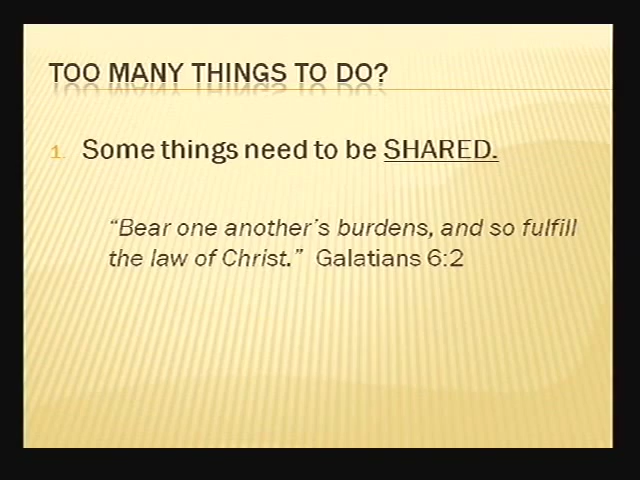 TOO MANY THINGS TO DO?
1. Some things need to be SHARED.
“Bear one another’s burdens, and so fulfill
the law of Christ.” Galatians 6:2